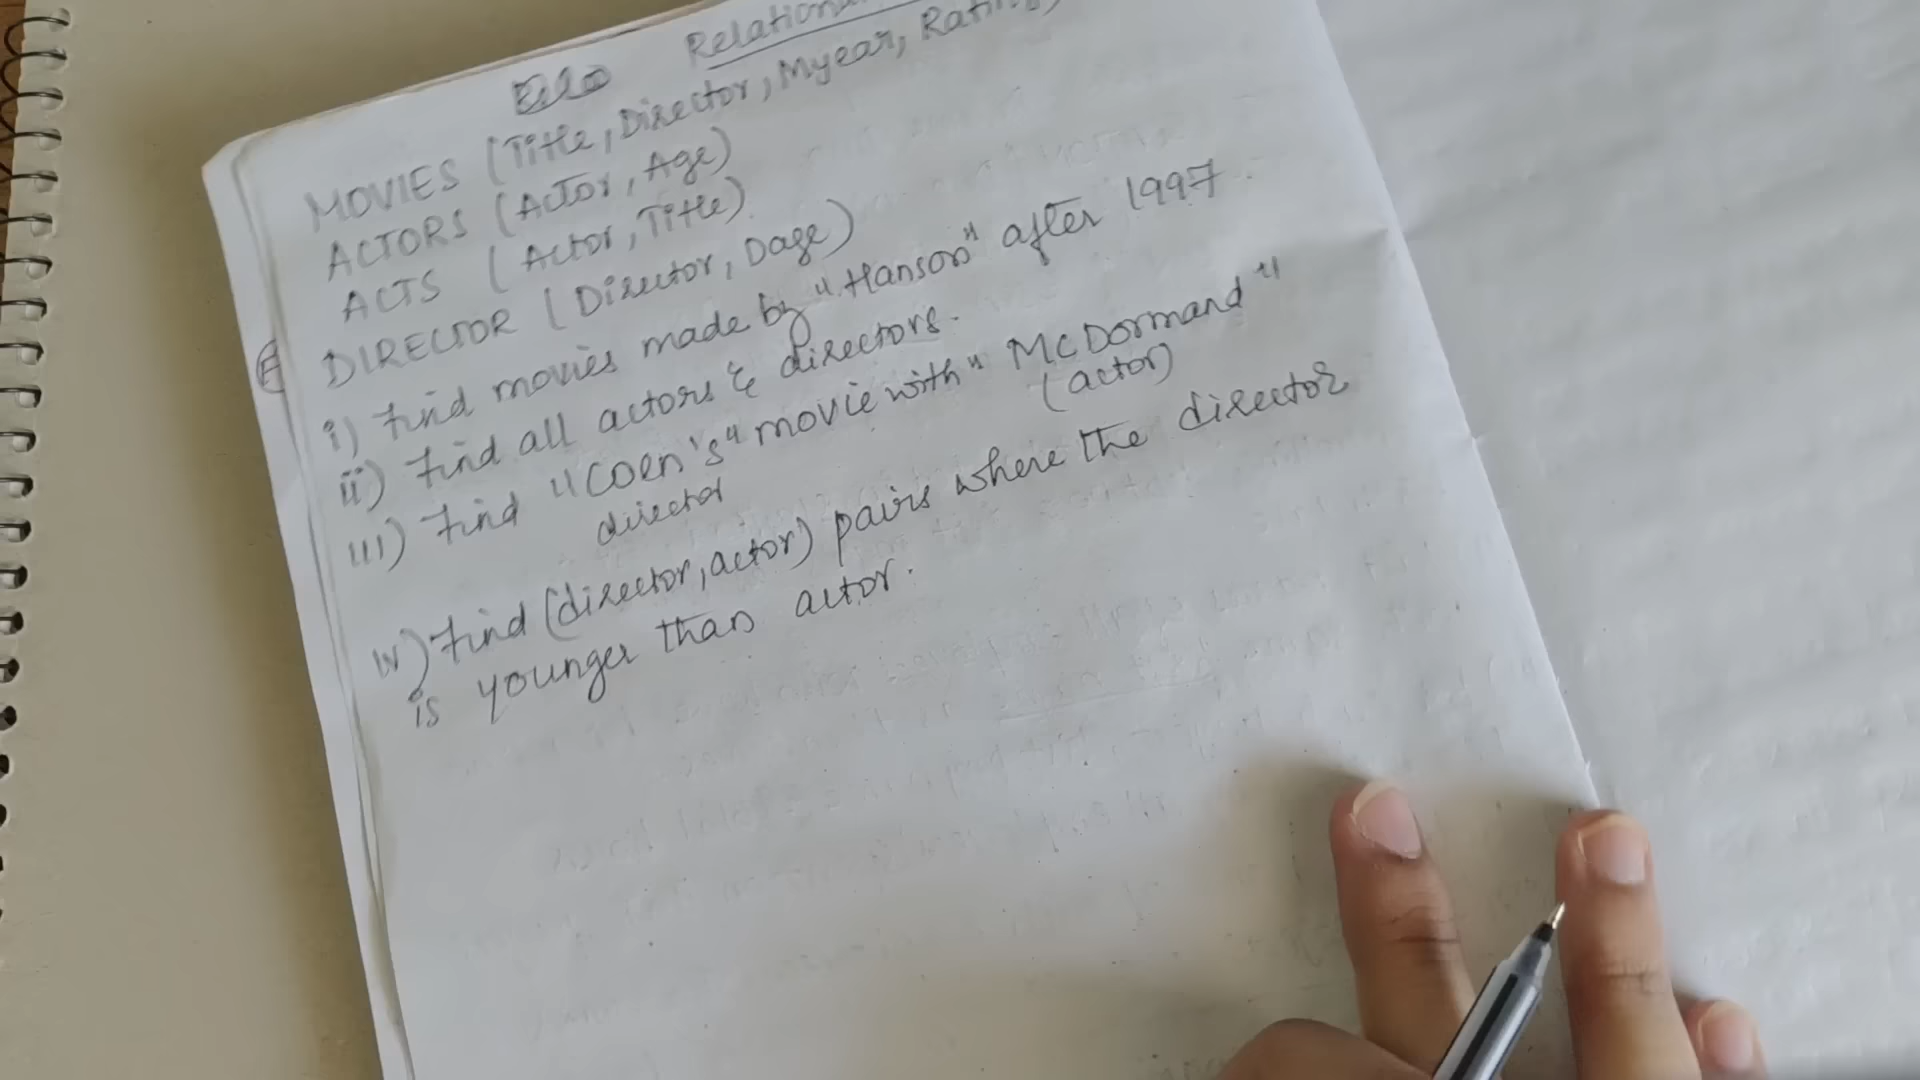 Relational
MOVIES (Title, Director, Myear, Rating)
ACTORS (Actor, Age)
ACTS (Actor, Title)
DIRECTOR (Director, Dage)
i) Find movies made by "Hanson" after 1997.
ii) Find all actors & directors.
iii) Find "Coen's" movie with "McDormand"
director (actor)
iv) Find (director, actor) pairs where the director
is younger than actor.